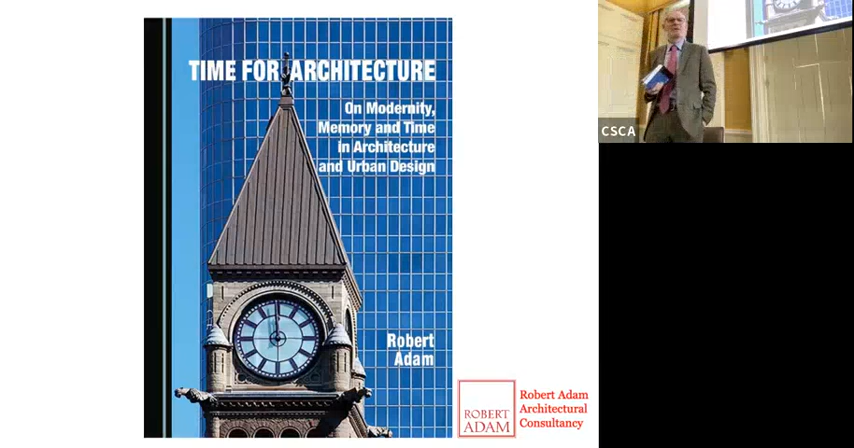 TIME FOR ARCHITECTURE
On Modernity,
Memory and Time
in Architecture
and Urban Design
Robert
Adam
ROBERT
ADAM
Robert Adam
Architectural
Consultancy
CSCA